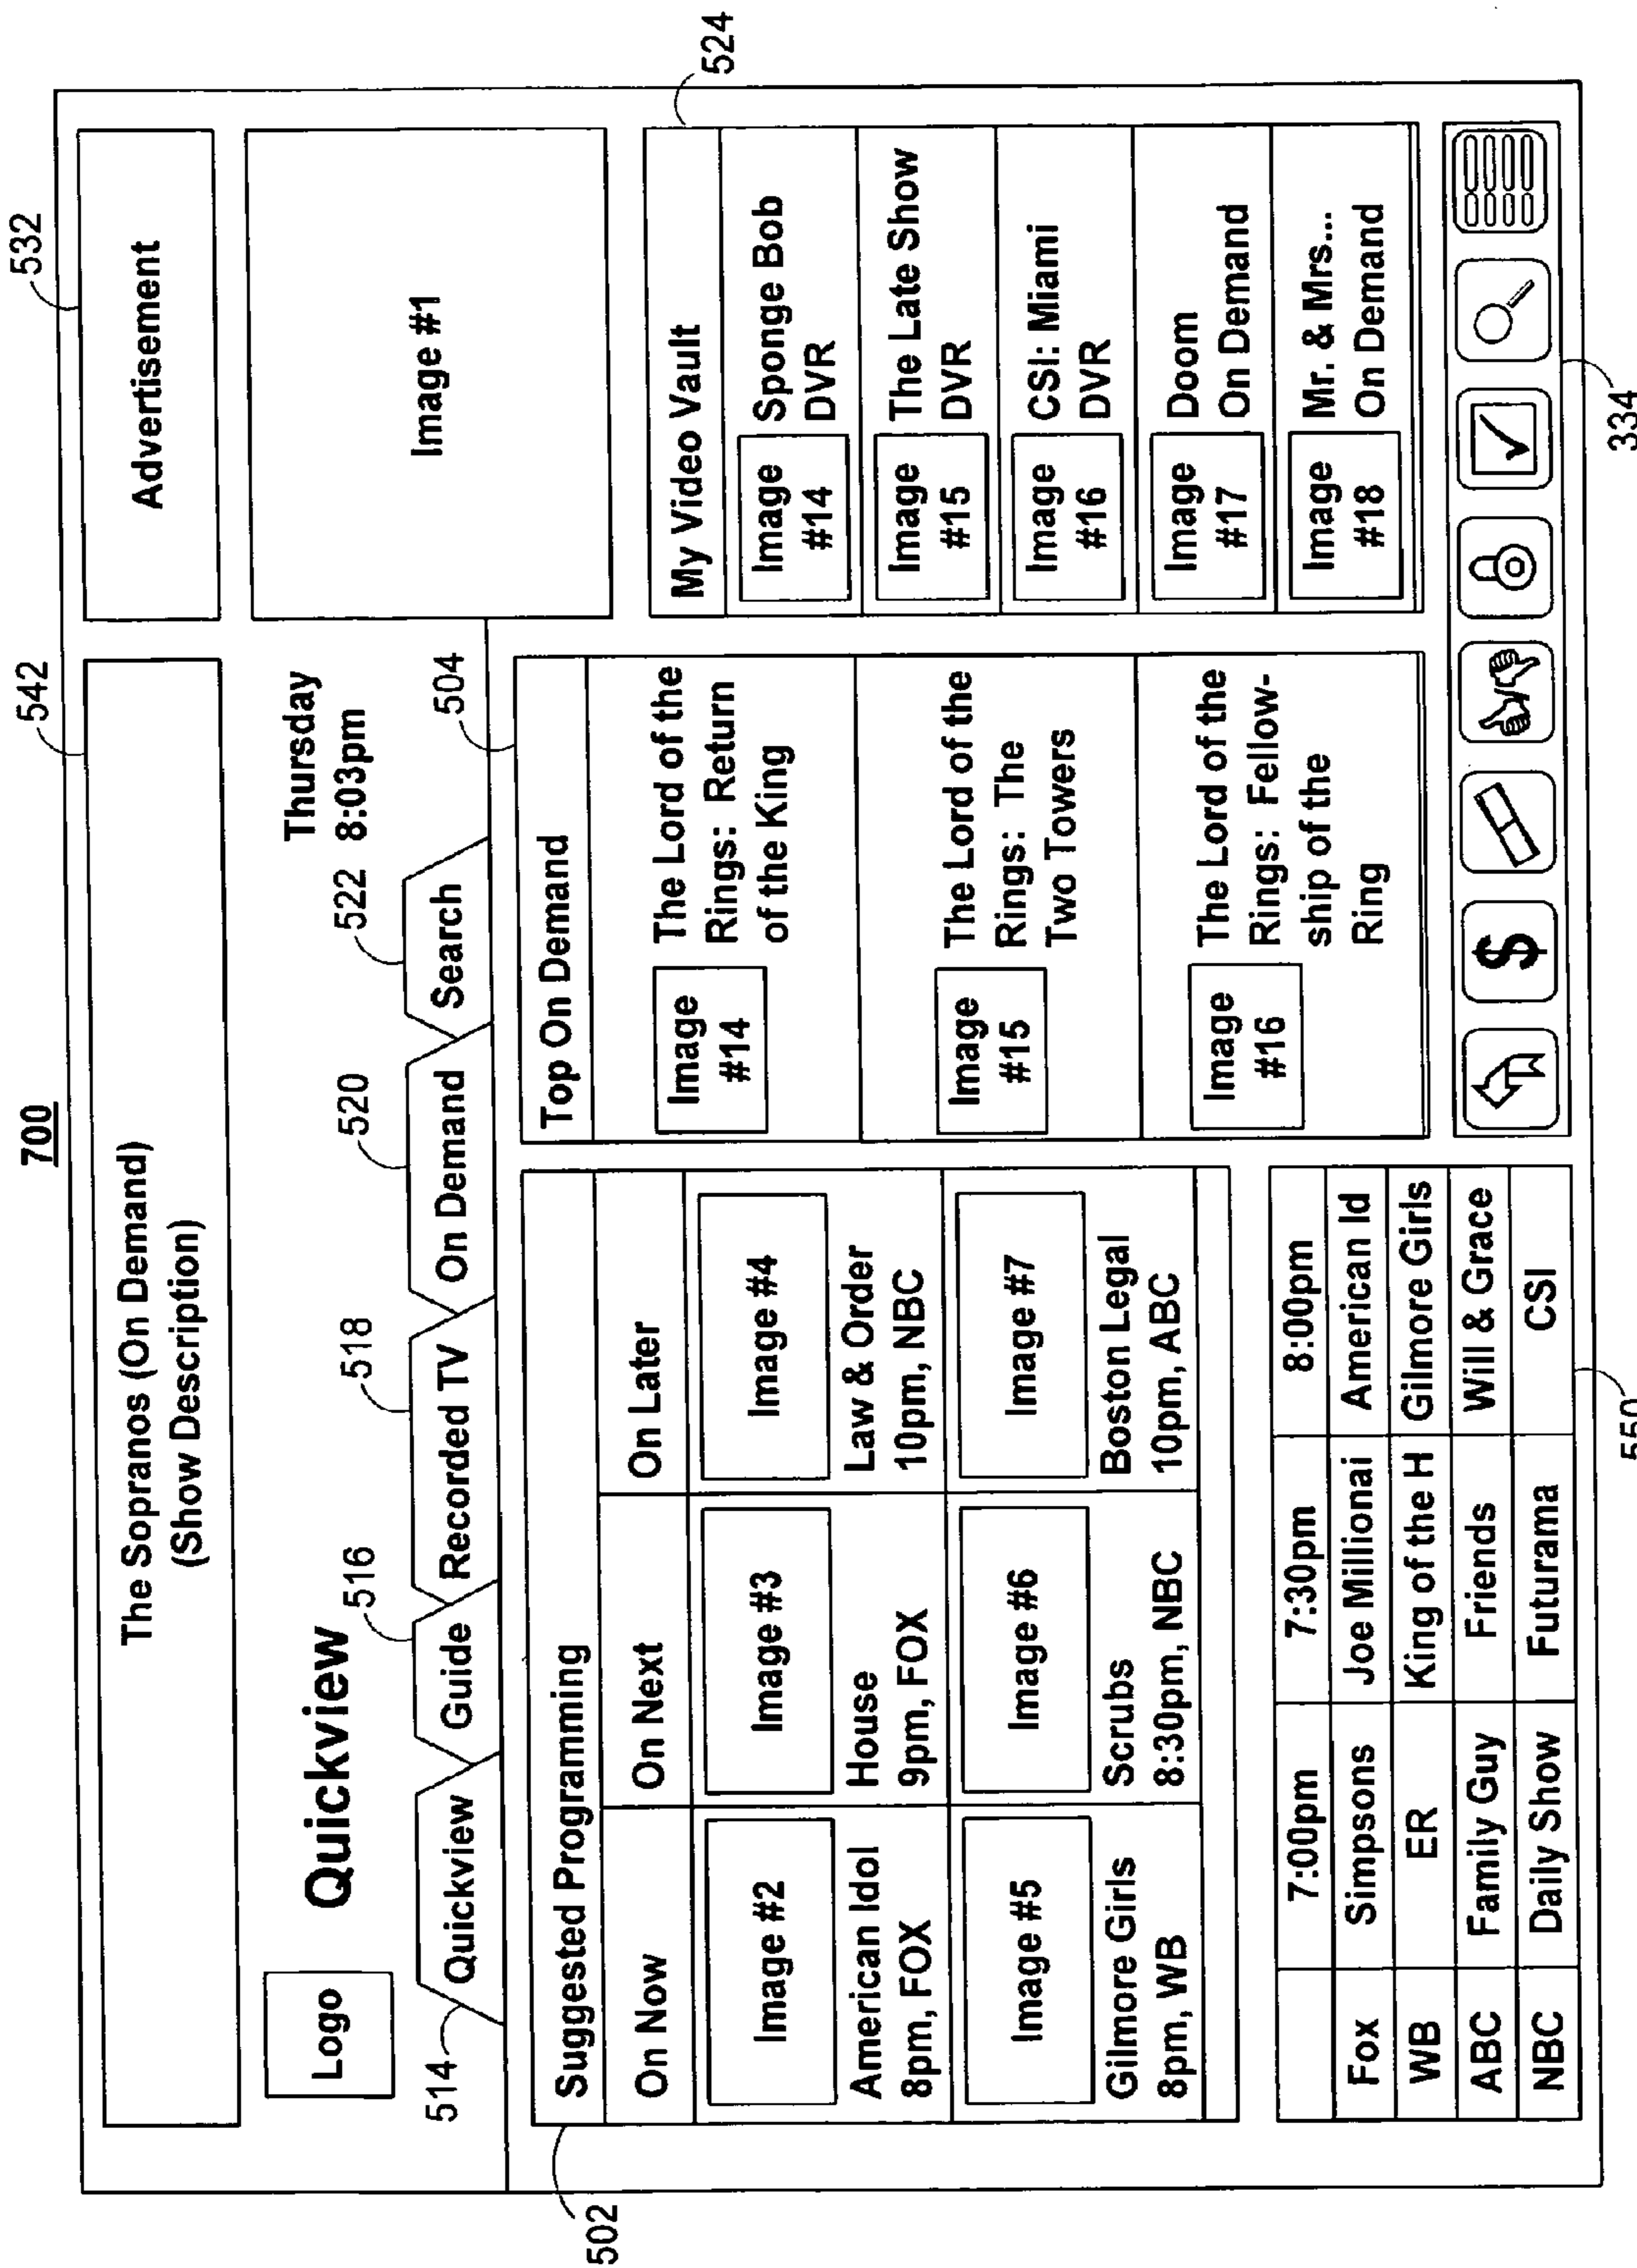 700
542
532
The Sopranos (On Demand)
(Show Description)
Advertisement
Logo
Quickview
Thursday
8:03pm
Image #1
514
Quickview
516
Guide
518
Recorded TV
520
On Demand
522
Search
504
524
502
Suggested Programming
On Now
On Next
On Later
Image #2
Image #3
Image #4
American Idol
8pm, FOX
House
9pm, FOX
Law & Order
10pm, NBC
Image #5
Image #6
Image #7
Gilmore Girls
8pm, WB
Scrubs
8:30pm, NBC
Boston Legal
10pm, ABC
Top On Demand
Image
#14
The Lord of the
Rings: Return
of the King
Image
#15
The Lord of the
Rings: The
Two Towers
Image
#16
The Lord of the
Rings: Fellow-
ship of the
Ring
My Video Vault
Image
#14
Sponge Bob
DVR
Image
#15
The Late Show
DVR
Image
#16
CSI: Miami
DVR
Image
#17
Doom
On Demand
Image
#18
Mr. & Mrs...
On Demand
7:00pm
7:30pm
8:00pm
Fox
Simpsons
Joe Millionai
American Id
WB
ER
King of the H
Gilmore Girls
ABC
Family Guy
Friends
Will & Grace
NBC
Daily Show
Futurama
CSI
$
334